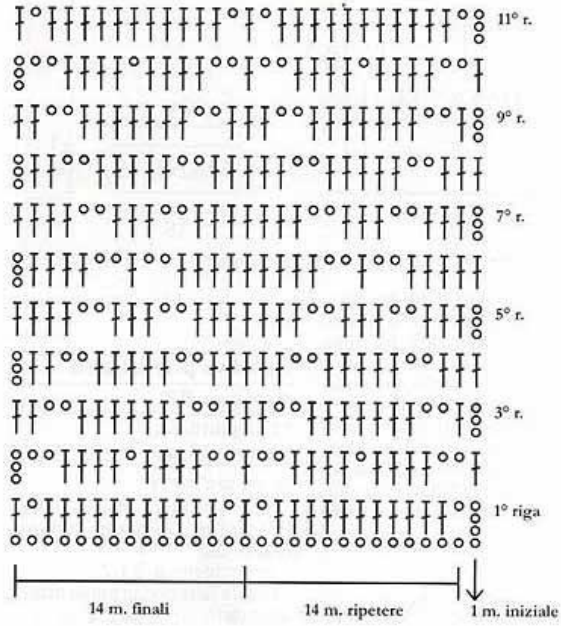 11° r.
9° r.
7° r.
5° r.
3° r.
1° riga
14 m. finali
14 m. ripetere
1 m. iniziale